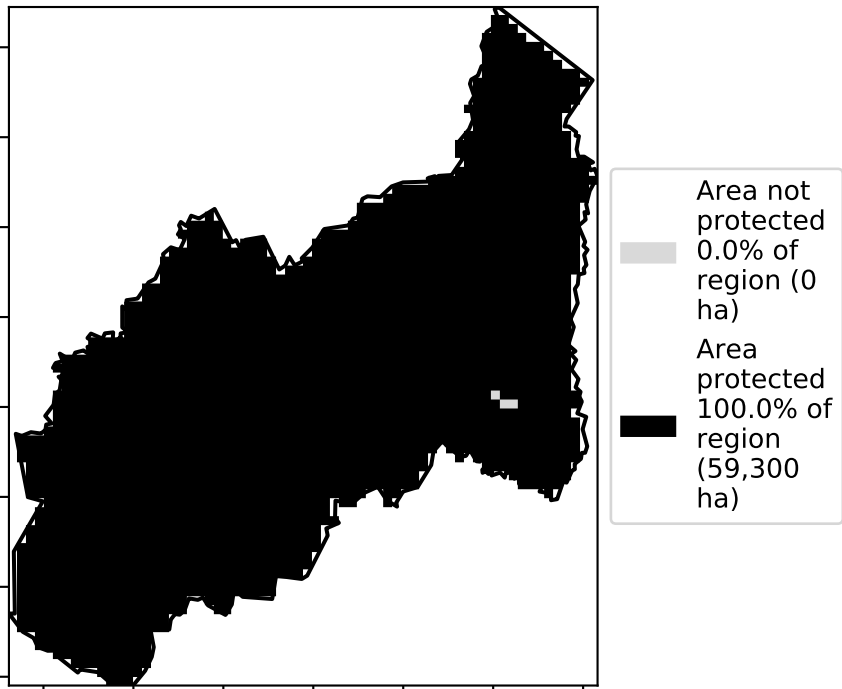 Area not
protected
0.0% of
region (0
ha)
Area
protected
100.0% of
region
(59,300
ha)